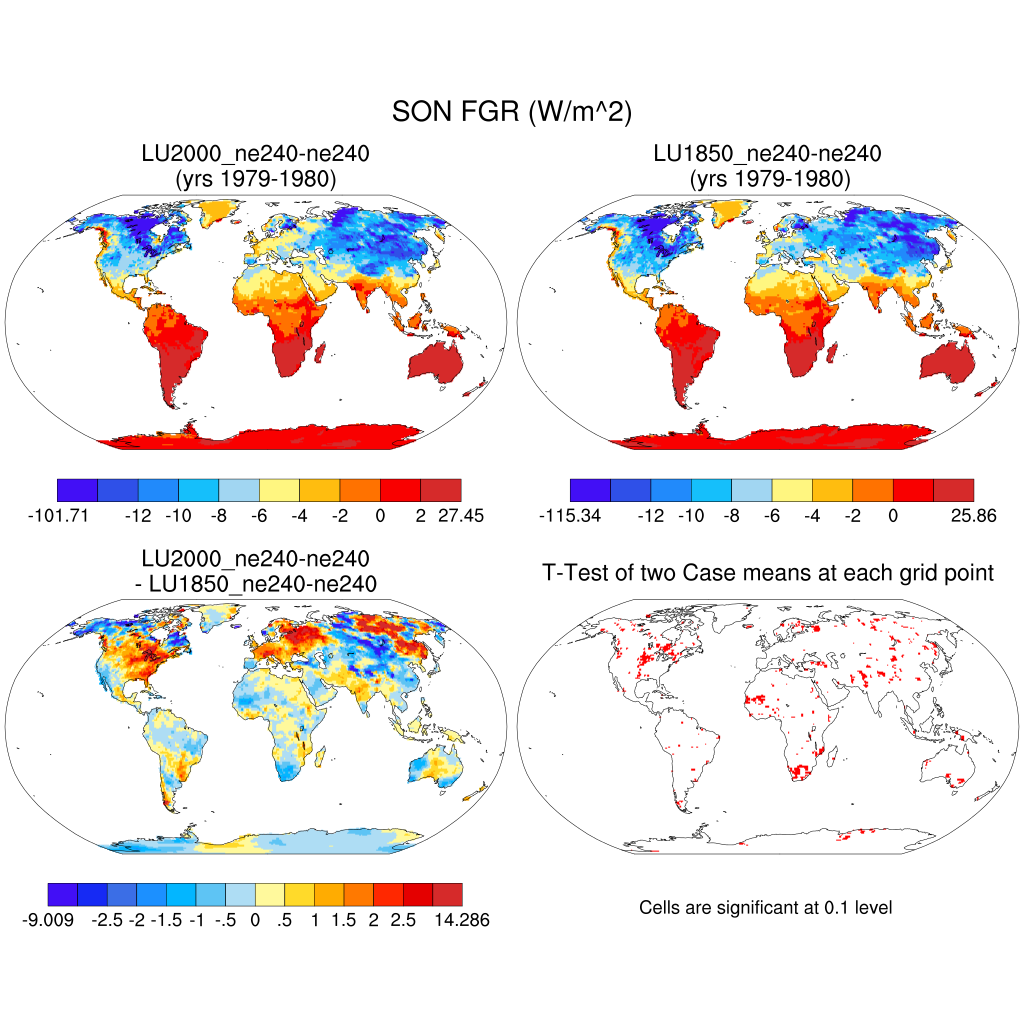 SON FGR (W/m^2)
LU2000_ne240-ne240
(yrs 1979-1980)
LU1850_ne240-ne240
(yrs 1979-1980)
-101.71 -12 -10 -8 -6 -4 -2 0 2 27.45
-115.34 -12 -10 -8 -6 -4 -2 0 25.86
LU2000_ne240-ne240
- LU1850_ne240-ne240
T-Test of two Case means at each grid point
-9.009 -2.5 -2 -1.5 -1 -.5 0 .5 1 1.5 2 2.5 14.286
Cells are significant at 0.1 level